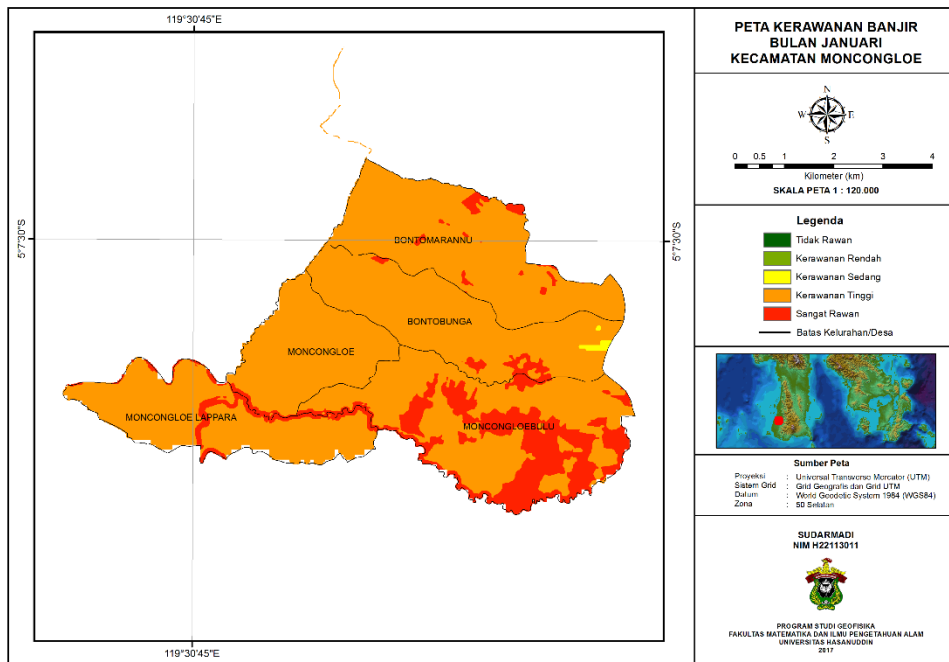 119°30'45"E
5°7'30"S
5°7'30"S
BONTOMARANNU
BONTOBUNGA
MONCONGLOE
MONCONGLOE LAPPARA
MONCONGLOEBULU
119°30'45"E
PETA KERAWANAN BANJIR
BULAN JANUARI
KECAMATAN MONCONGLOE
N
W E
S
0 0.5 1 2 3 4
Kilometer (km)
SKALA PETA 1 : 120.000
Legenda
Tidak Rawan
Kerawanan Rendah
Kerawanan Sedang
Kerawanan Tinggi
Sangat Rawan
Batas Kelurahan/Desa
Sumber Peta
Proyeksi : Universal Transverse Mercator (UTM)
Sistem Grid : Grid Geografis dan Grid UTM
Datum : World Geodetic System 1984 (WGS84)
Zona : 50 Selatan
SUDARMADI
NIM H22113011
PROGRAM STUDI GEOFISIKA
FAKULTAS MATEMATIKA DAN ILMU PENGETAHUAN ALAM
UNIVERSITAS HASANUDDIN
2017